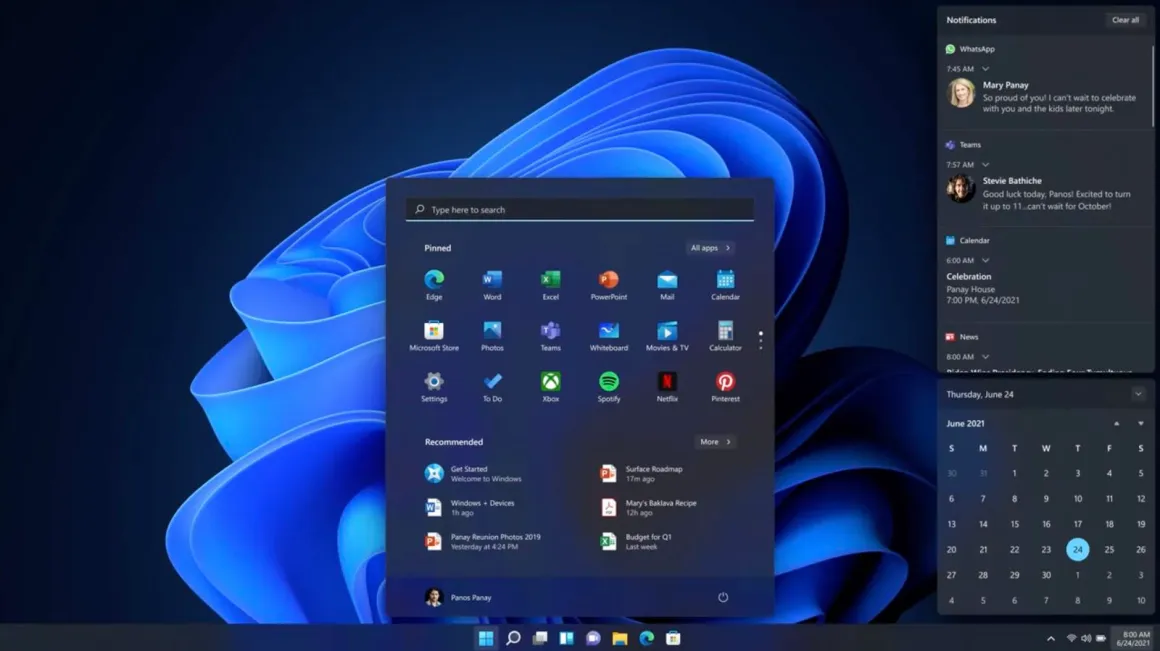 Notifications
Clear all
WhatsApp
7:45 AM
Mary Panay
So proud of you! I can't wait to celebrate
with you and the kids later tonight.
Teams
7:57 AM
Stevie Bathiche
Good luck today, Panos! Excited to turn
it up to 11...can't wait for October!
Calendar
6:00 AM
Celebration
Panay House
7:00 PM, 6/24/2021
News
8:00 AM
Type here to search
Pinned
All apps
Edge Word Excel PowerPoint Mail Calendar
Microsoft Store Photos Teams Whiteboard Movies & TV Calculator
Settings To Do Xbox Spotify Netflix Pinterest
Recommended
More
Get Started
Welcome to Windows
Surface Roadmap
17m ago
Windows + Devices
1h ago
Mary's Baklava Recipe
12h ago
Panay Reunion Photos 2019
Yesterday at 4:24 PM
Budget for Q1
Last week
Panos Panay
Thursday, June 24
June 2021
S M T W T F S
30 31 1 2 3 4 5
6 7 8 9 10 11 12
13 14 15 16 17 18 19
20 21 22 23 24 25 26
27 28 29 30 1 2 3
4 5 6 7 8 9 10
8:00 AM
6/24/2021